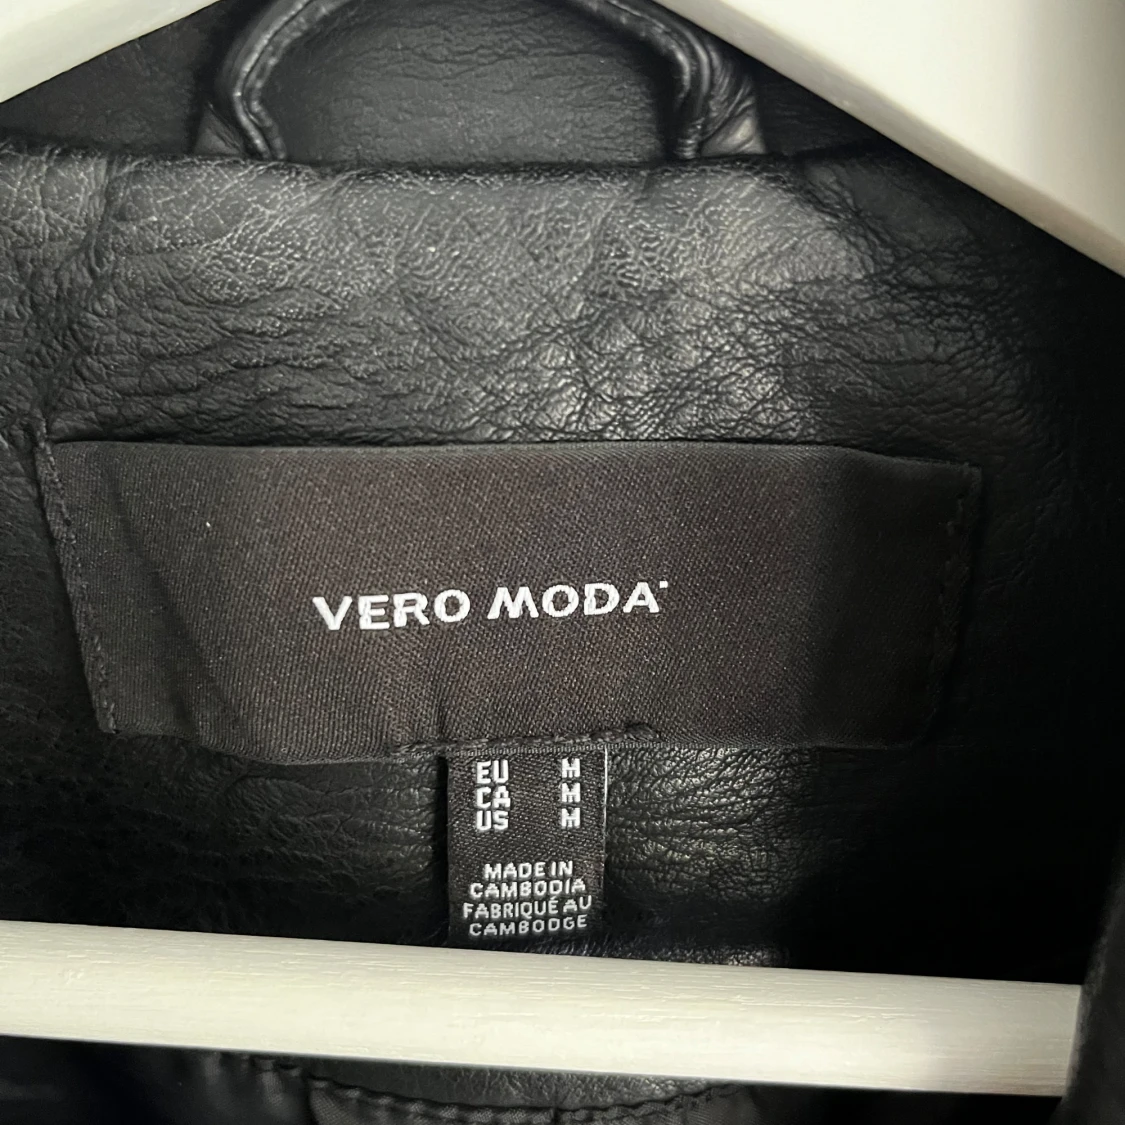 VERO MODA
EU M
CA M
US M
MADE IN
CAMBODIA
FABRIQUÉ AU
CAMBODGE